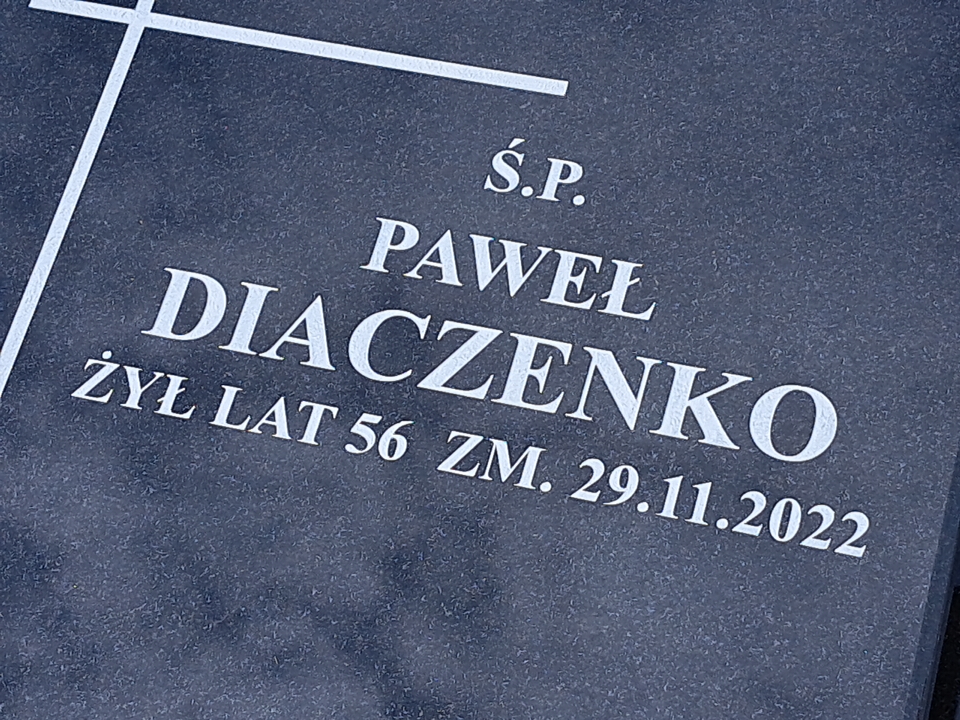 Ś.P.
PAWEŁ
DIACZENKO
ŻYŁ LAT 56 ZM. 29.11.2022